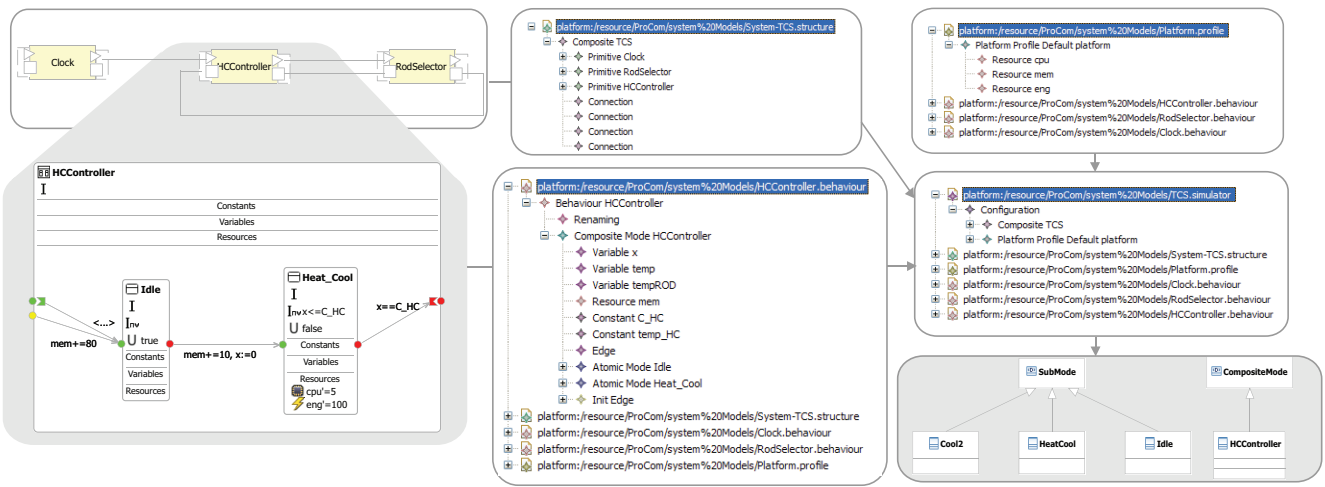 Clock
HCController
RodSelector
HCController
I
Constants
Variables
Resources
Idle
I
Inv
U true
Constants
Variables
Resources
<...>
mem+=80
mem+=10, x:=0
Heat_Cool
I
Inv x<=C_HC
U false
Constants
Variables
Resources
cpu'=5
eng'=100
x==C_HC
platform:/resource/ProCom/system%20Models/System-TCS.structure
Composite TCS
Primitive Clock
Primitive RodSelector
Primitive HCController
Connection
Connection
Connection
Connection
platform:/resource/ProCom/system%20Models/HCController.behaviour
Behaviour HCController
Renaming
Composite Mode HCController
Variable x
Variable temp
Variable tempROD
Resource mem
Constant C_HC
Constant temp_HC
Edge
Atomic Mode Idle
Atomic Mode Heat_Cool
Init Edge
platform:/resource/ProCom/system%20Models/System-TCS.structure
platform:/resource/ProCom/system%20Models/Clock.behaviour
platform:/resource/ProCom/system%20Models/RodSelector.behaviour
platform:/resource/ProCom/system%20Models/Platform.profile
platform:/resource/ProCom/system%20Models/Platform.profile
Platform Profile Default platform
Resource cpu
Resource mem
Resource eng
platform:/resource/ProCom/system%20Models/HCController.behaviour
platform:/resource/ProCom/system%20Models/RodSelector.behaviour
platform:/resource/ProCom/system%20Models/Clock.behaviour
platform:/resource/ProCom/system%20Models/TCS.simulator
Configuration
Composite TCS
Platform Profile Default platform
platform:/resource/ProCom/system%20Models/System-TCS.structure
platform:/resource/ProCom/system%20Models/Platform.profile
platform:/resource/ProCom/system%20Models/Clock.behaviour
platform:/resource/ProCom/system%20Models/RodSelector.behaviour
platform:/resource/ProCom/system%20Models/HCController.behaviour
SubMode
CompositeMode
Cool2
HeatCool
Idle
HCController